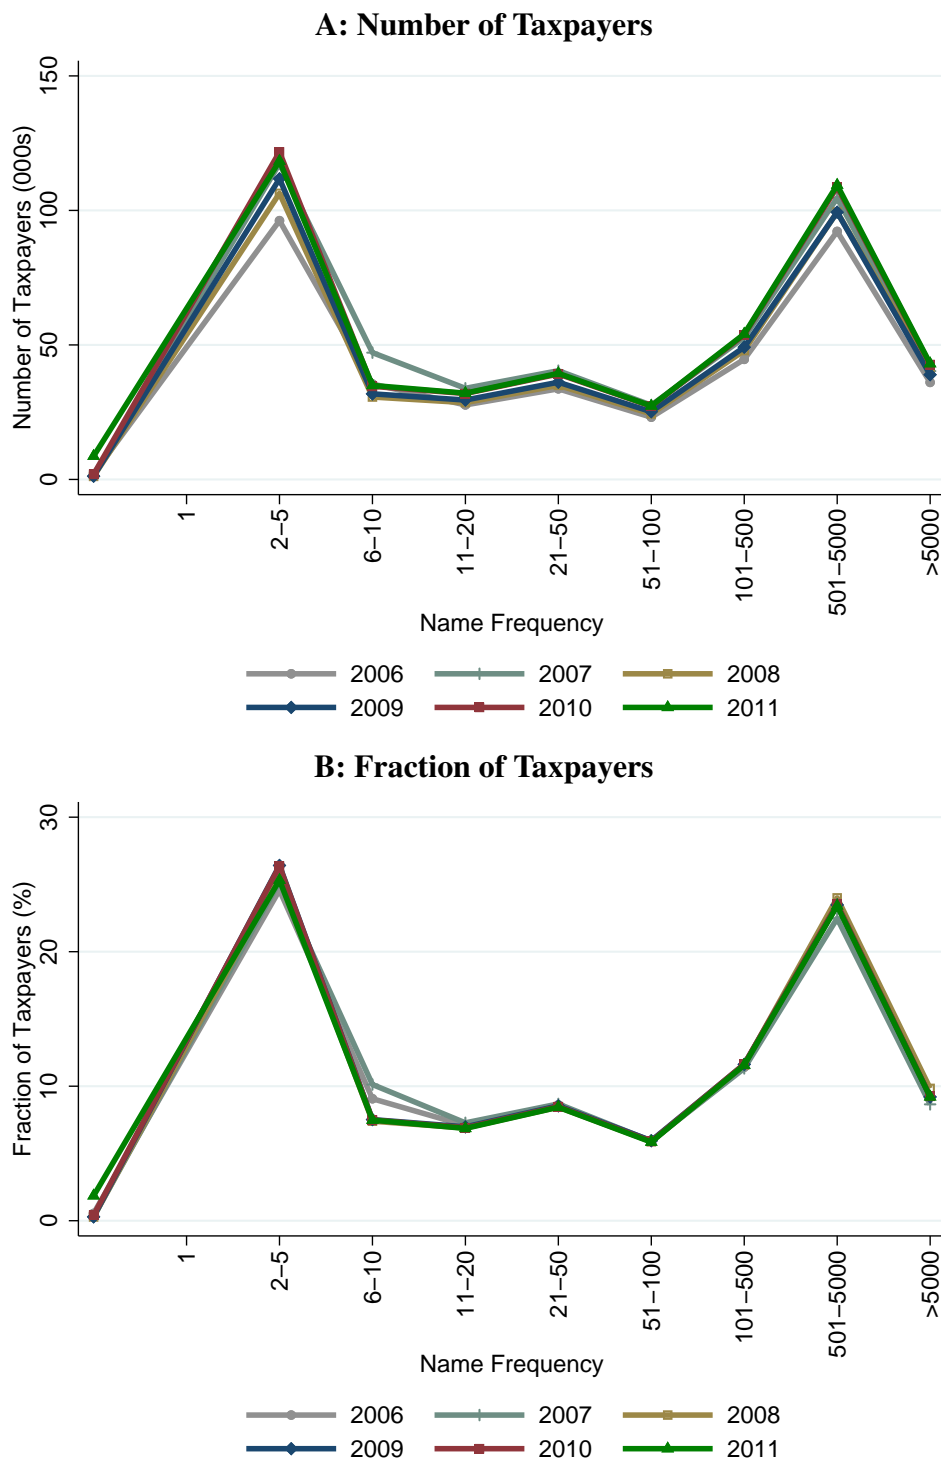 A: Number of Taxpayers
Number of Taxpayers (000s)
150
100
50
0
1
2−5
6−10
11−20
21−50
51−100
101−500
501−5000
>5000
Name Frequency
2006 2007 2008
2009 2010 2011
B: Fraction of Taxpayers
Fraction of Taxpayers (%)
30
20
10
0
1
2−5
6−10
11−20
21−50
51−100
101−500
501−5000
>5000
Name Frequency
2006 2007 2008
2009 2010 2011